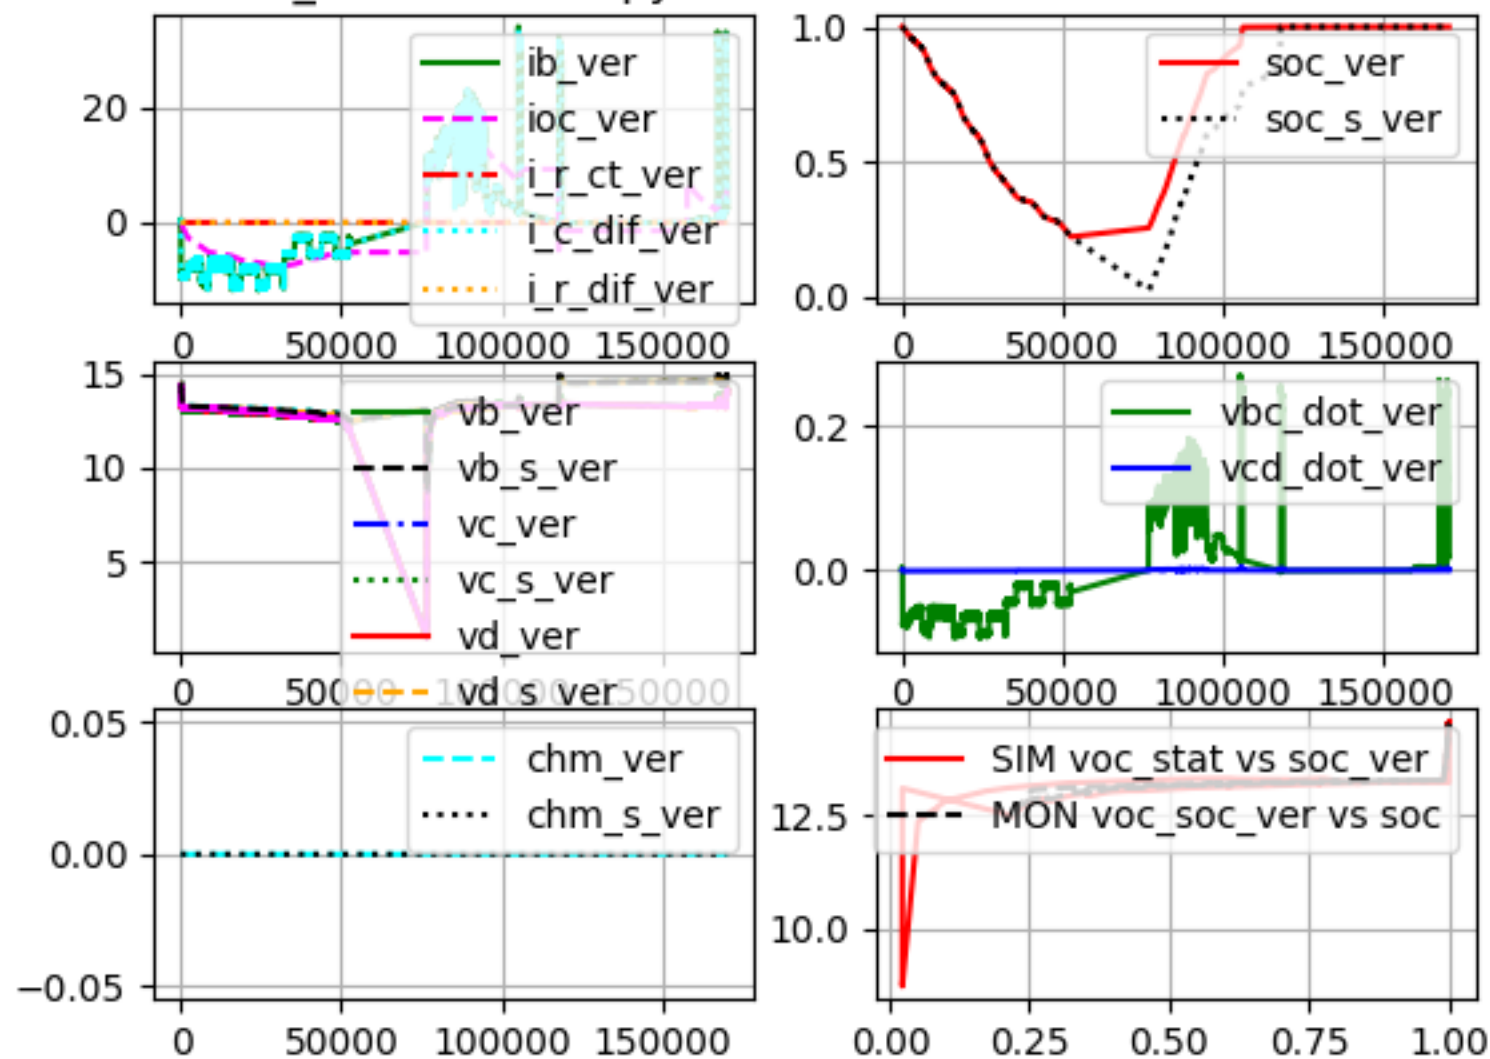 20
0
ib_ver
ioc_ver
i_r_ct_ver
i_c_dif_ver
i_r_dif_ver
0 50000 100000 150000
1.0
0.5
0.0
soc_ver
soc_s_ver
0 50000 100000 150000
15
10
5
vb_ver
vb_s_ver
vc_ver
vc_s_ver
vd_ver
vd_s_ver
0 50000 100000 150000
0.2
0.0
vbc_dot_ver
vcd_dot_ver
0 50000 100000 150000
0.05
0.00
−0.05
chm_ver
chm_s_ver
0 50000 100000 150000
12.5
10.0
SIM voc_stat vs soc_ver
MON voc_soc_ver vs soc
0.00 0.25 0.50 0.75 1.00